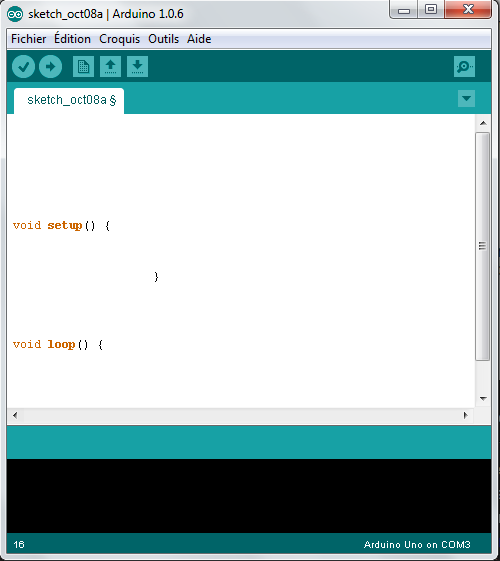 sketch_oct08a | Arduino 1.0.6
Fichier Édition Croquis Outils Aide
sketch_oct08a §
void setup() {
}
void loop() {
16 Arduino Uno on COM3